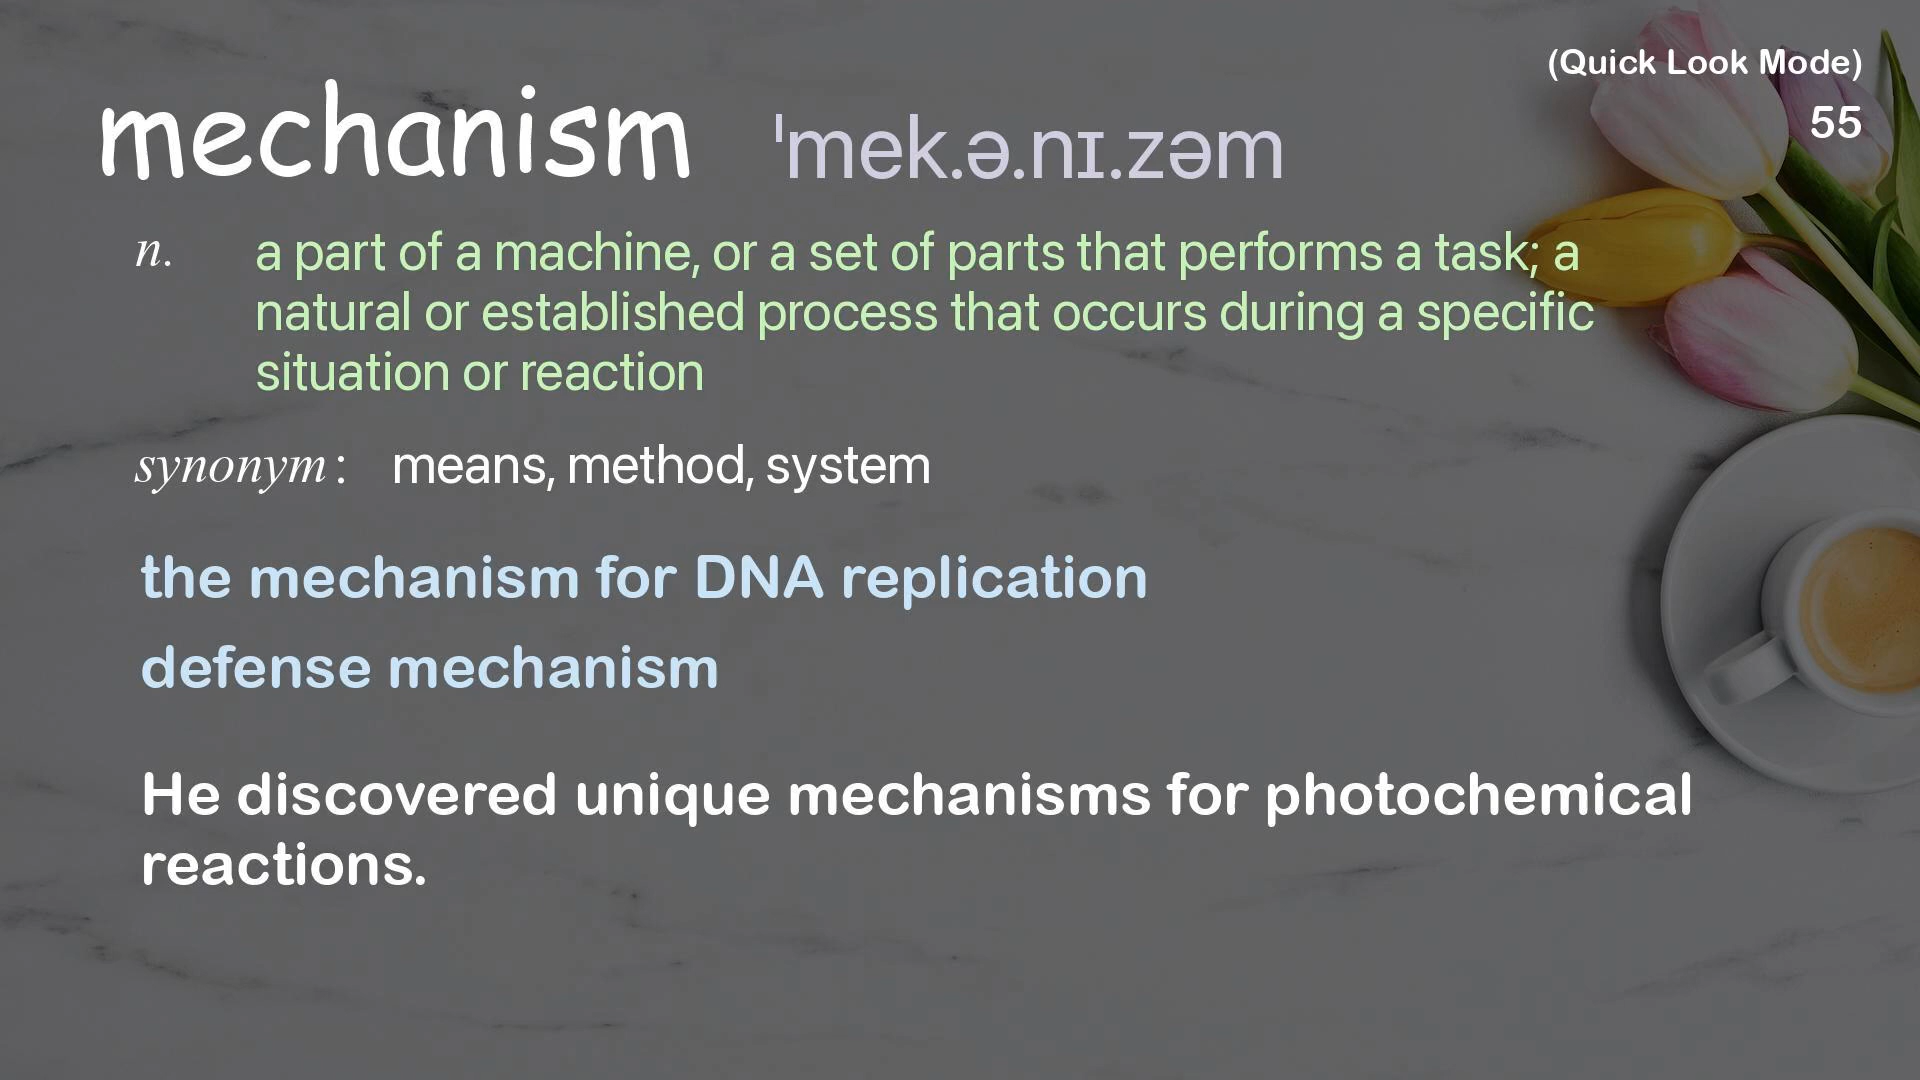 (Quick Look Mode)
55
mechanism ˈmek.ə.nɪ.zəm
n. a part of a machine, or a set of parts that performs a task; a
natural or established process that occurs during a specific
situation or reaction
synonym: means, method, system
the mechanism for DNA replication
defense mechanism
He discovered unique mechanisms for photochemical
reactions.